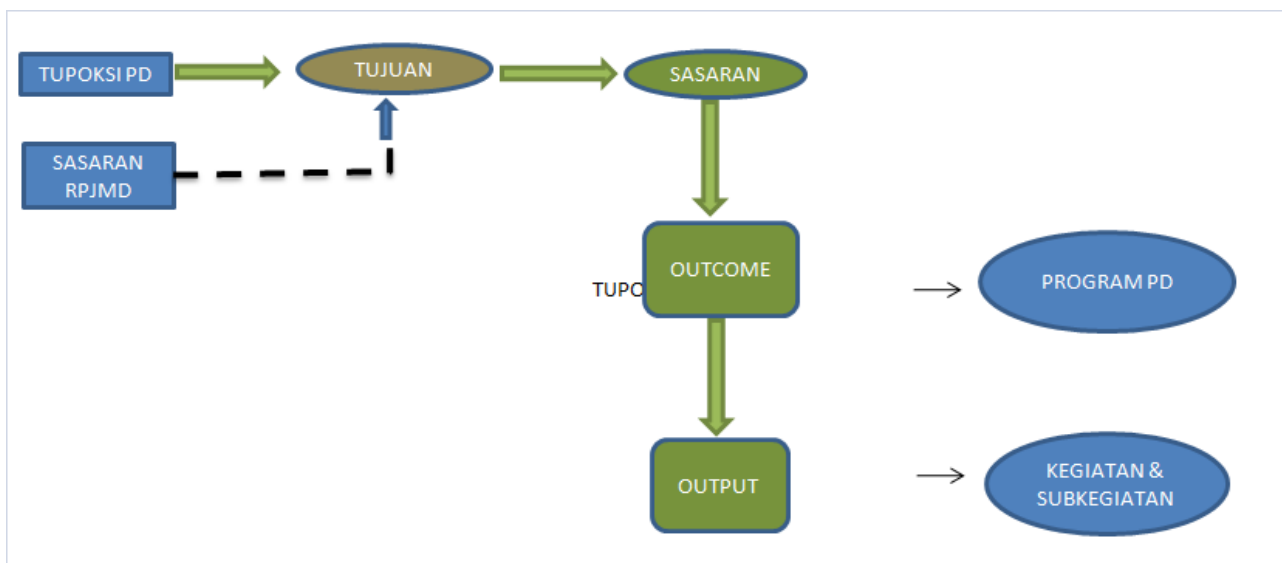 TUPOKSI PD
TUJUAN
SASARAN
SASARAN
RPJMD
OUTCOME
TUPO
PROGRAM PD
OUTPUT
KEGIATAN &
SUBKEGIATAN